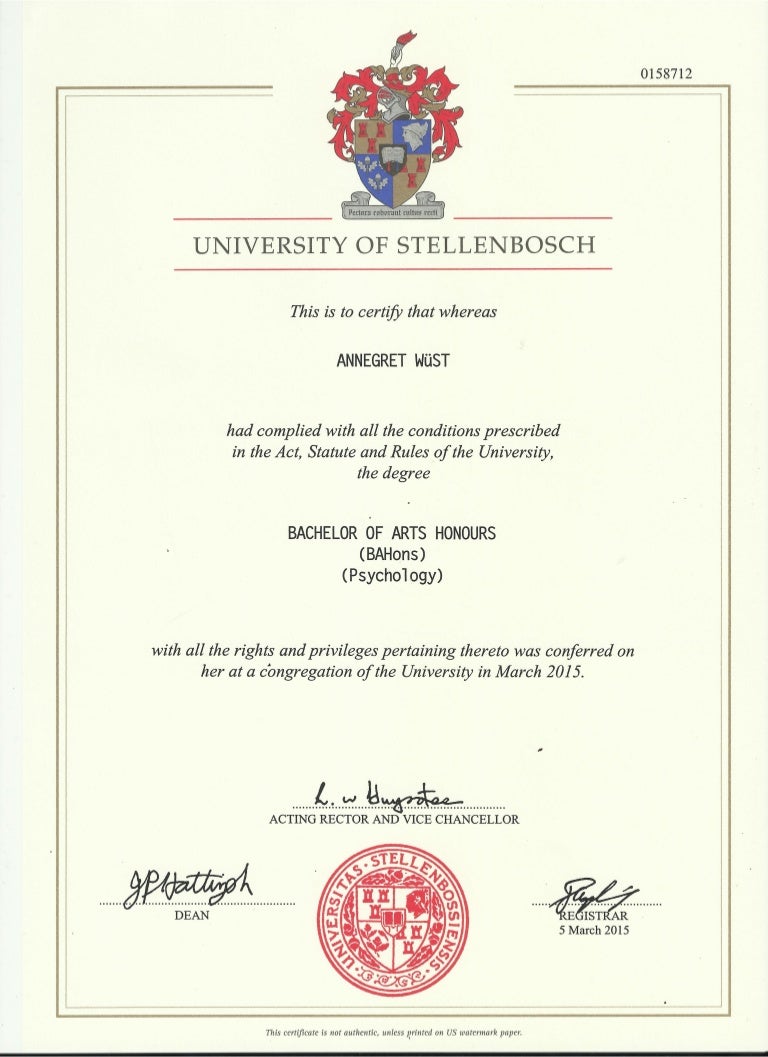 0158712
Pectora roborant cultus recti
UNIVERSITY OF STELLENBOSCH
This is to certify that whereas
ANNEGRET WüST
had complied with all the conditions prescribed
in the Act, Statute and Rules of the University,
the degree
BACHELOR OF ARTS HONOURS
(BAHons)
(Psychology)
with all the rights and privileges pertaining thereto was conferred on
her at a congregation of the University in March 2015.
ACTING RECTOR AND VICE CHANCELLOR
JP Hattingh
DEAN
UNIVERSITAS · STELLENBOSSIENSIS
REGISTRAR
5 March 2015
This certificate is not authentic, unless printed on US watermark paper.